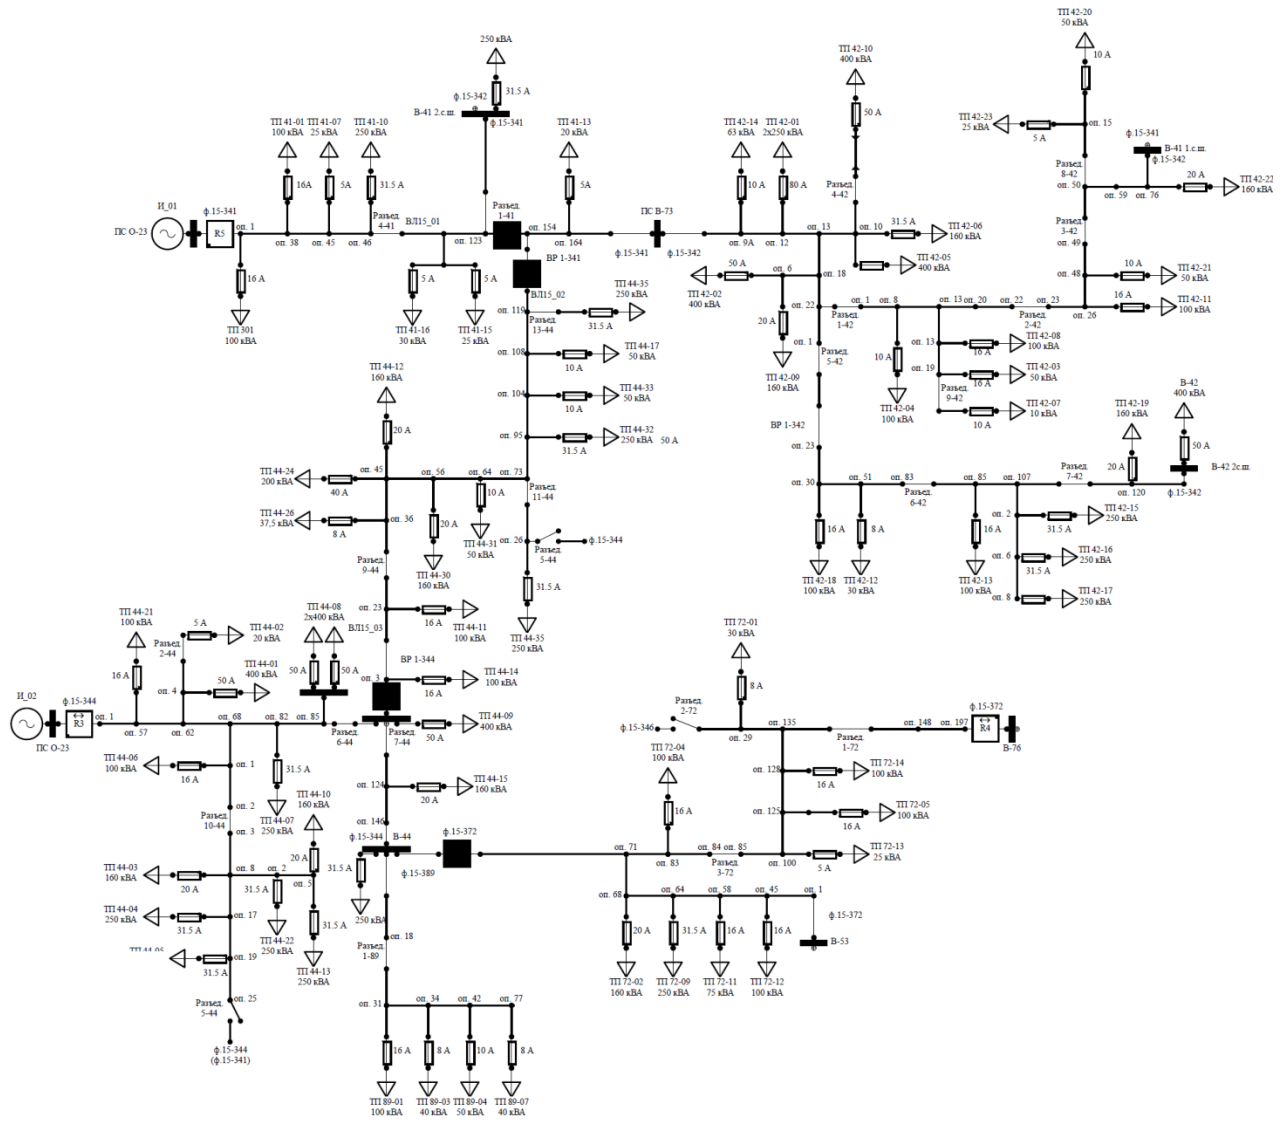 ТП 42-20
50 кВА
10 А
250 кВА
31.5 А
ф.15-342
В-41 2.с.ш.
ф.15-341
ТП 42-10
400 кВА
50 А
ТП 42-23
25 кВА
5 А
оп. 15
ф.15-341
В-41 1.с.ш.
ф.15-342
Разъед.
8-42
ТП 41-01
100 кВА
ТП 41-07
25 кВА
ТП 41-10
250 кВА
ТП 41-13
20 кВА
ТП 42-14
63 кВА
ТП 42-01
2х250 кВА
16А
5А
31.5 А
5А
10 А
80 А
Разъед.
4-42
оп. 50
оп. 59
оп. 76
20 А
ТП 42-22
160 кВА
И_01
ПС О-23
ф.15-341
R5
оп. 1
оп. 38
оп. 45
оп. 46
Разъед.
4-41
ВЛ15_01
оп. 123
Разъед.
1-41
оп. 154
оп. 164
ПС В-73
ф.15-341
ф.15-342
оп. 9А
оп. 12
оп. 13
оп. 10
31.5 А
ТП 42-06
160 кВА
Разъед.
3-42
оп. 49
ВР 1-341
16 А
5 А
5 А
ТП 301
100 кВА
ТП 41-16
30 кВА
ТП 41-15
25 кВА
ВЛ15_02
50 А
ТП 42-02
400 кВА
оп. 6
оп. 18
50 А
ТП 42-05
400 кВА
оп. 48
10 А
ТП 42-21
50 кВА
ТП 44-35
250 кВА
31.5 А
оп. 119
Разъед.
13-44
20 А
ТП 42-09
160 кВА
оп. 22
оп. 1
оп. 8
Разъед.
1-42
оп. 13
оп. 20
оп. 22
оп. 23
Разъед.
2-42
оп. 26
16 А
ТП 42-11
100 кВА
оп. 108
ТП 44-17
50 кВА
10 А
оп. 1
Разъед.
5-42
10 А
ТП 42-04
100 кВА
оп. 13
ТП 42-08
100 кВА
16 А
оп. 19
ТП 42-03
50 кВА
16 А
Разъед.
9-42
ТП 42-07
10 кВА
10 А
ТП 44-12
160 кВА
20 А
оп. 104
ТП 44-33
50 кВА
10 А
оп. 95
ТП 44-32
250 кВА
50 А
31.5 А
ВР 1-342
оп. 23
ТП 42-19
160 кВА
В-42
400 кВА
20 А
50 А
В-42 2с.ш.
ТП 44-24
200 кВА
40 А
оп. 45
оп. 56
оп. 64
оп. 73
Разъед.
11-44
оп. 30
оп. 51
оп. 83
Разъед.
6-42
оп. 85
оп. 107
Разъед.
7-42
оп. 120
ф.15-342
ТП 44-26
37,5 кВА
8 А
оп. 36
20 А
10 А
ТП 44-31
50 кВА
ТП 44-30
160 кВА
оп. 26
Разъед.
5-44
ф.15-344
16 А
8 А
16 А
ТП 42-18
100 кВА
ТП 42-12
30 кВА
ТП 42-13
100 кВА
оп. 2
ТП 42-15
250 кВА
31.5 А
оп. 6
ТП 42-16
250 кВА
31.5 А
оп. 8
ТП 42-17
250 кВА
31.5 А
Разъед.
9-44
31.5 А
ТП 44-35
250 кВА
оп. 23
16 А
ТП 44-11
100 кВА
ВЛ15_03
ТП 44-21
100 кВА
16 А
5 А
ТП 44-02
20 кВА
Разъед.
2-44
ТП 44-08
2х400 кВА
50 А
50 А
ТП 44-01
400 кВА
50 А
оп. 4
ВР 1-344
оп. 3
ТП 44-14
100 кВА
16 А
ТП 72-01
30 кВА
8 А
И_02
ф.15-344
R3
ПС О-23
оп. 1
оп. 57
оп. 62
оп. 68
оп. 82
оп. 85
Разъед.
6-44
Разъед.
7-44
50 А
ТП 44-09
400 кВА
Разъед.
2-72
ф.15-346
оп. 29
оп. 135
Разъед.
1-72
оп. 148
оп. 197
ф.15-372
R4
В-76
ТП 44-06
100 кВА
16 А
оп. 1
31.5 А
ТП 44-07
250 кВА
оп. 124
ТП 44-15
160 кВА
20 А
ТП 72-04
100 кВА
16 А
оп. 128
ТП 72-14
100 кВА
16 А
оп. 2
Разъед.
10-44
оп. 3
ТП 44-10
160 кВА
20 А
оп. 146
ф.15-344
В-44
ф.15-372
ф.15-389
оп. 125
ТП 72-05
100 кВА
16 А
оп. 71
оп. 83
оп. 84
оп. 85
Разъед.
3-72
оп. 100
ТП 72-13
25 кВА
5 А
ТП 44-03
160 кВА
20 А
оп. 8
оп. 2
оп. 5
31.5 А
31.5 А
250 кВА
31.5 А
ТП 44-22
250 кВА
ТП 44-13
250 кВА
ТП 44-04
250 кВА
31.5 А
оп. 17
оп. 68
оп. 64
оп. 58
оп. 45
оп. 1
ф.15-372
В-53
20 А
31.5 А
16 А
16 А
ТП 72-02
160 кВА
ТП 72-09
250 кВА
ТП 72-11
75 кВА
ТП 72-12
100 кВА
оп. 19
31.5 А
оп. 18
Разъед.
1-89
оп. 25
Разъед.
5-44
ф.15-344
(ф.15-341)
оп. 31
оп. 34
оп. 42
оп. 77
16 А
8 А
10 А
8 А
ТП 89-01
100 кВА
ТП 89-03
40 кВА
ТП 89-04
50 кВА
ТП 89-07
40 кВА